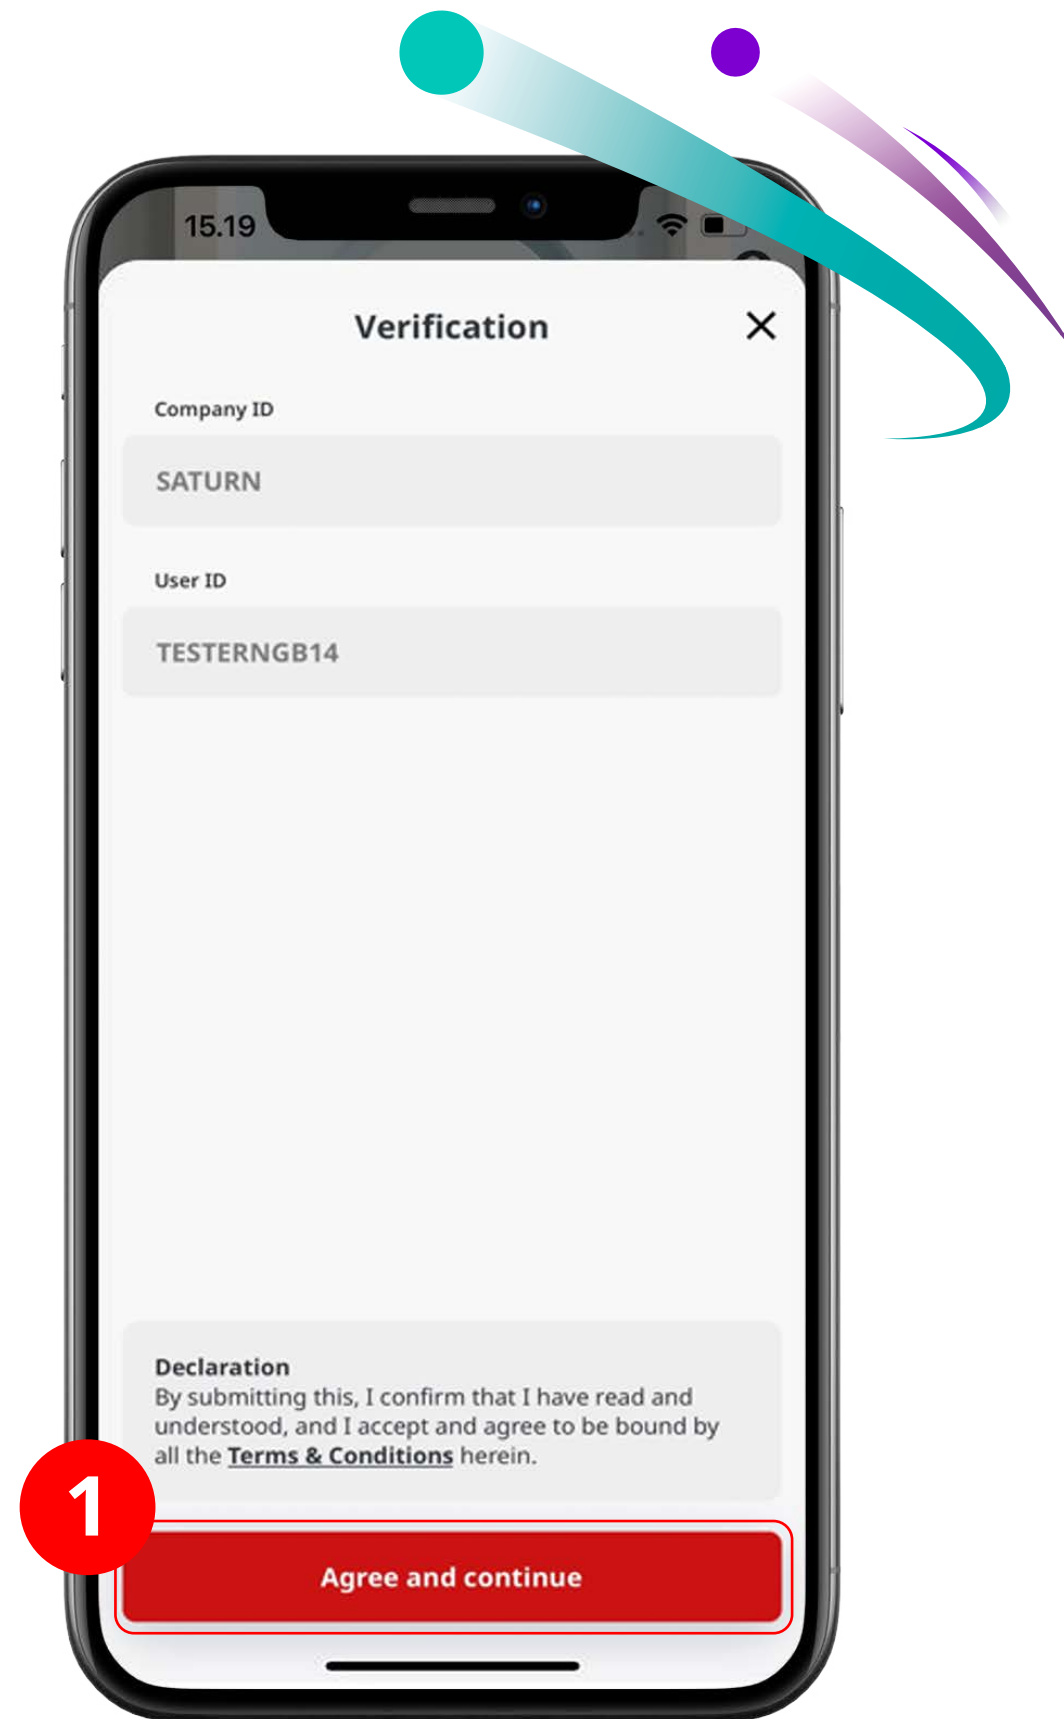 15.19
Verification
Company ID
SATURN
User ID
TESTERNGB14
Declaration
By submitting this, I confirm that I have read and
understood, and I accept and agree to be bound by
all the Terms & Conditions herein.
1
Agree and continue